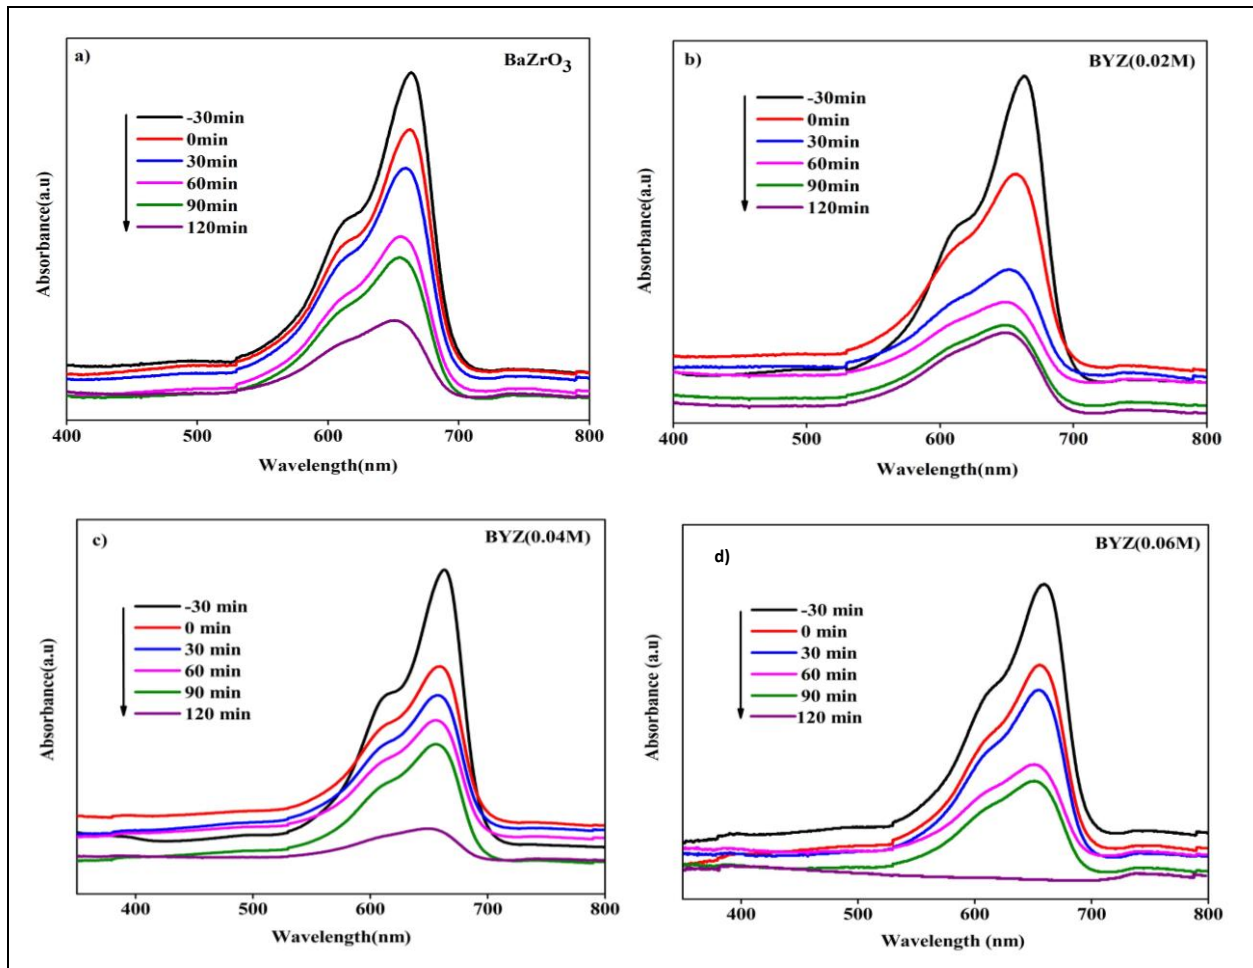 a)
BaZrO3
-30min
0min
30min
60min
90min
120min
Absorbance(a.u)
400 500 600 700 800
Wavelength(nm)
b)
BYZ(0.02M)
-30min
0min
30min
60min
90min
120min
Absorbance(a.u)
400 500 600 700 800
Wavelength(nm)
c)
BYZ(0.04M)
-30 min
0 min
30 min
60 min
90 min
120 min
Absorbance(a.u)
400 500 600 700 800
Wavelength(nm)
d)
BYZ(0.06M)
-30 min
0 min
30 min
60 min
90 min
120 min
Absorbance (a.u)
400 500 600 700 800
Wavelength (nm)